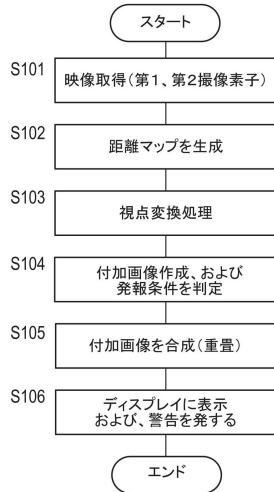 スタート
S101
映像取得(第1、第2撮像素子)
S102
距離マップを生成
S103
視点変換処理
S104
付加画像作成、および
発報条件を判定
S105
付加画像を合成(重畳)
S106
ディスプレイに表示
および、警告を発する
エンド